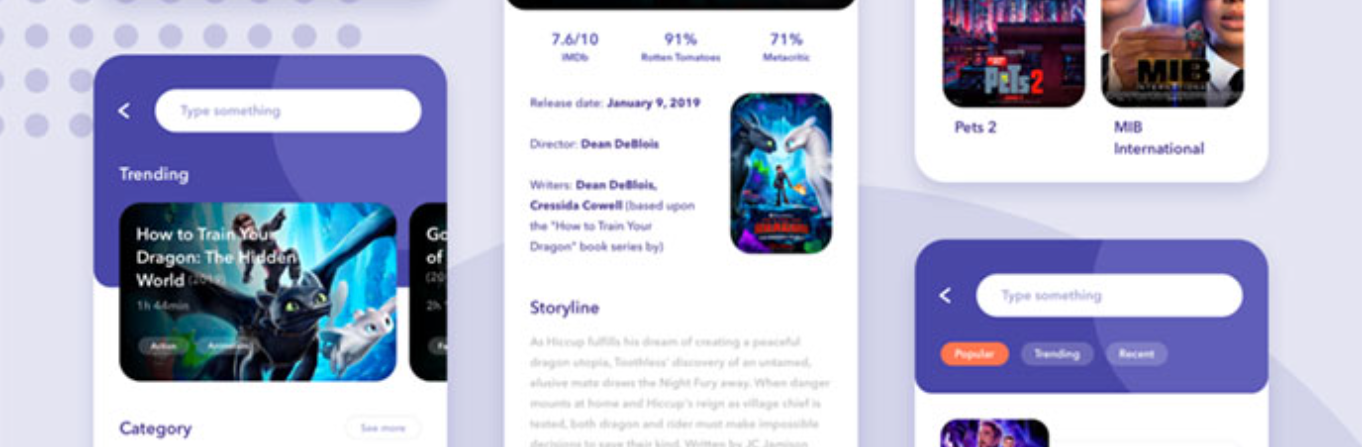 Type something
Trending
How to Train Your
Dragon: The Hidden
World (2019)
1h 44min
Action
Animation
Go
of
(20
2h 1
Category
See more
7.6/10
IMDb
91%
Rotten Tomatoes
71%
Metacritic
Release date: January 9, 2019
Director: Dean DeBlois
Writers: Dean DeBlois,
Cressida Cowell (based upon
the "How to Train Your
Dragon" book series by)
Storyline
As Hiccup fulfills his dream of creating a peaceful
dragon utopia, Toothless' discovery of an untamed,
elusive mate draws the Night Fury away. When danger
mounts at home and Hiccup's reign as village chief is
tested, both dragon and rider must make impossible
decisions to save their kind. Written by JC Jamison
PETS 2
MIB
INTERNATIONAL
Pets 2
MIB
International
Type something
Popular
Trending
Recent